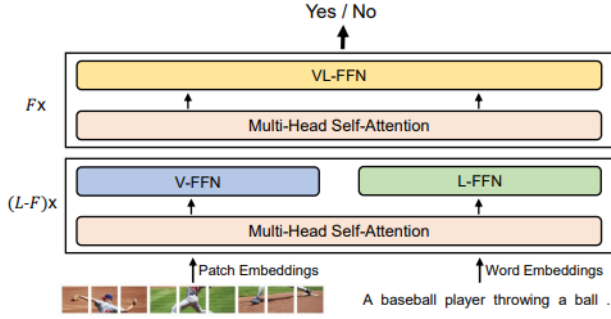 Yes / No
VL-FFN
Fx
Multi-Head Self-Attention
V-FFN
L-FFN
(L-F)x
Multi-Head Self-Attention
Patch Embeddings
Word Embeddings
A baseball player throwing a ball .